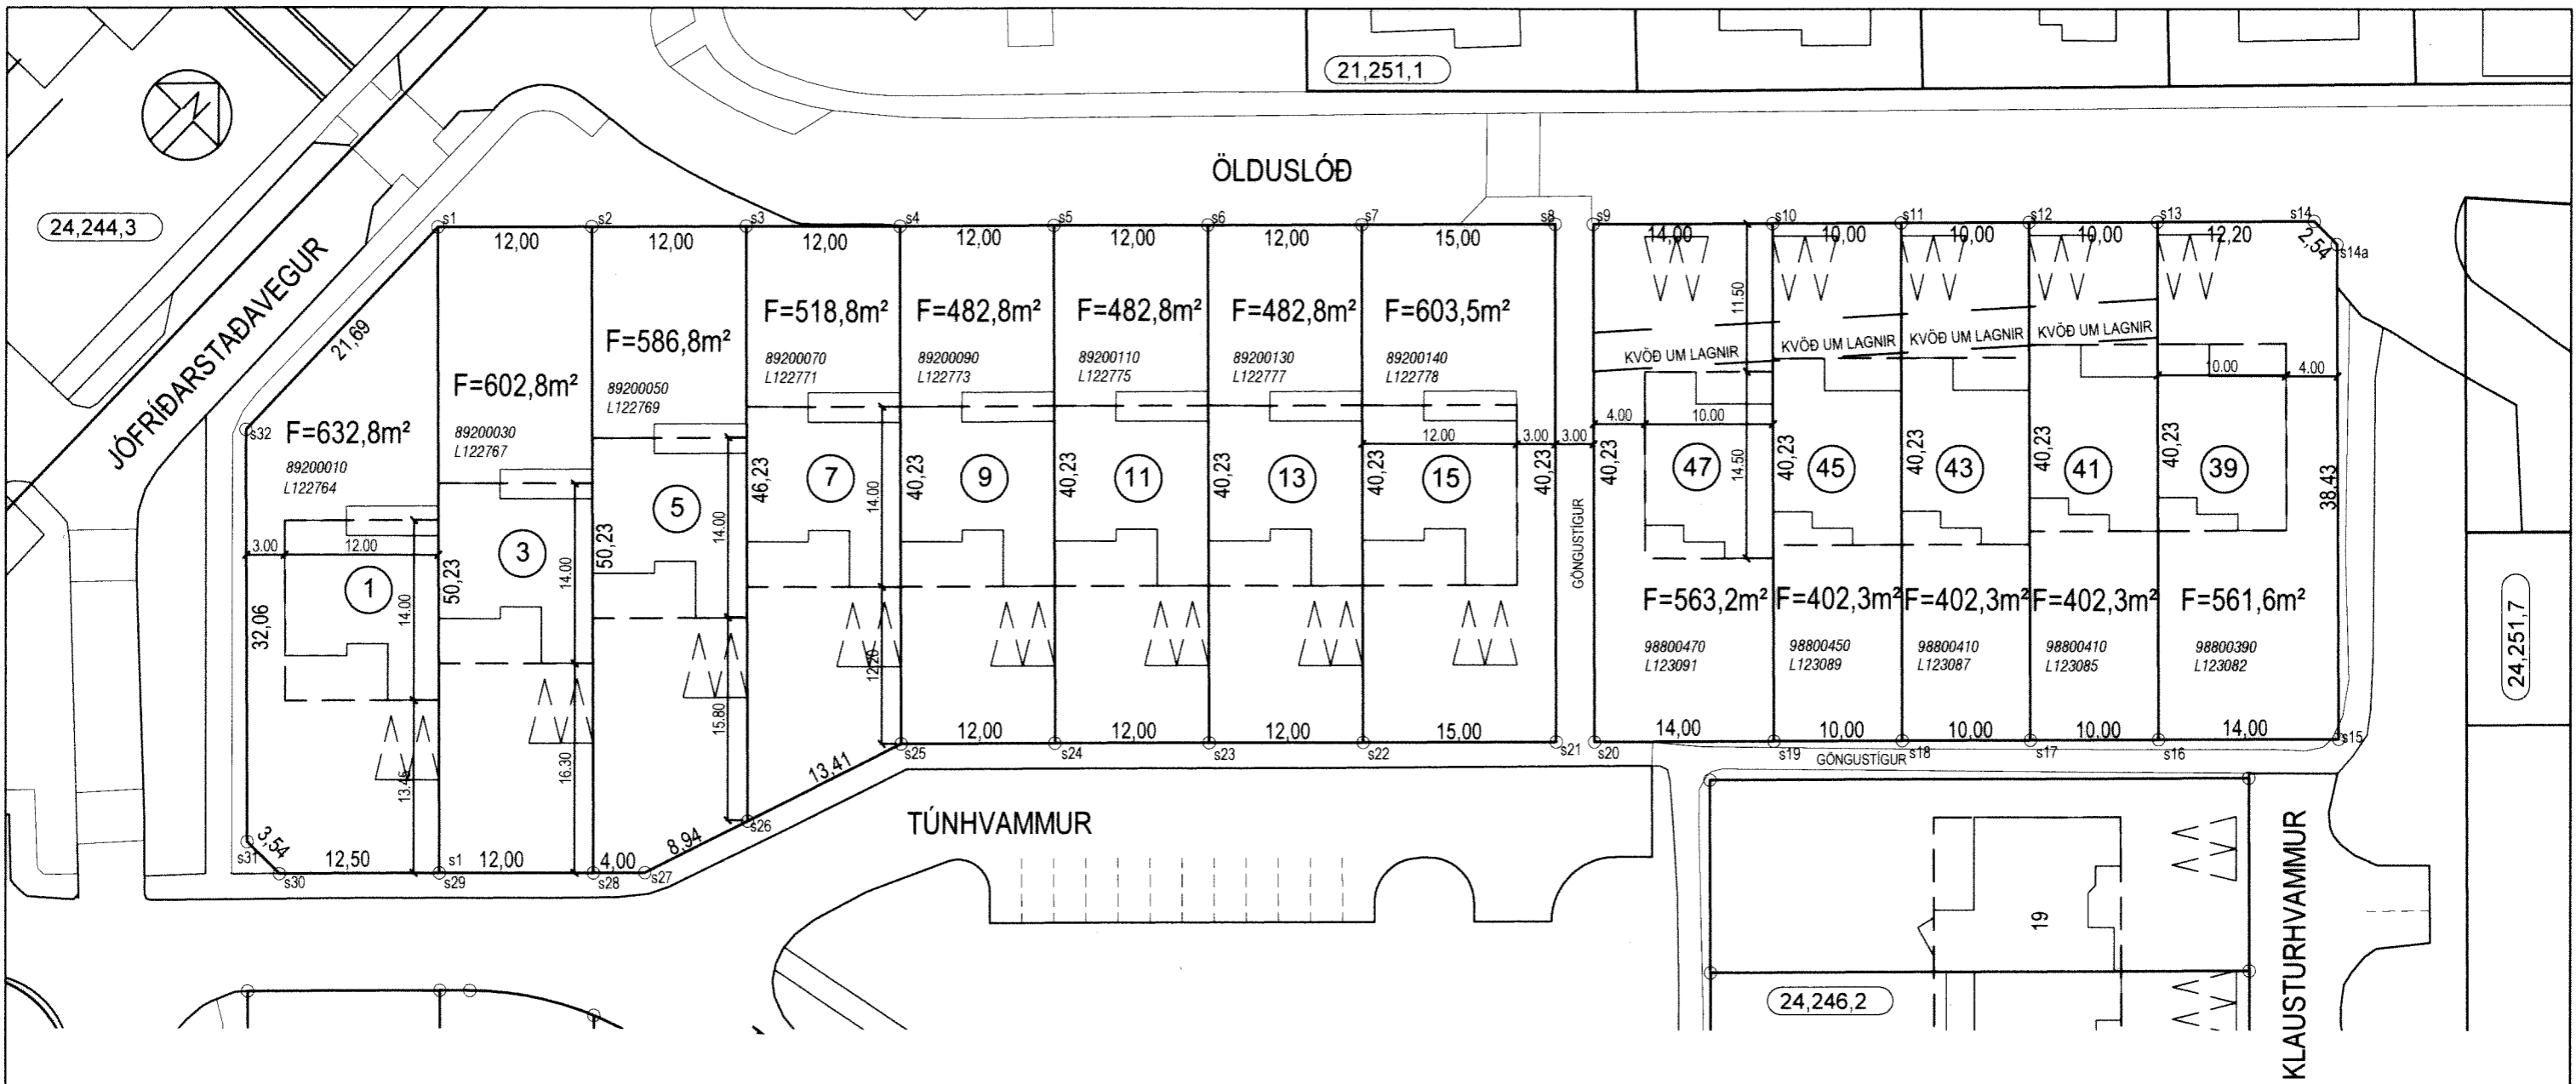 21,251,1
ÖLDUSLÓÐ
24,244,3
JÓFRÍÐARSTAÐAVEGUR
s1
s2
s3
s4
s5
s6
s7
s8
s9
s10
s11
s12
s13
s14
12,00
12,00
12,00
12,00
12,00
12,00
15,00
14,00
10,00
10,00
10,00
12,20
2,54
s14a
21,69
F=632,8m²
89200010
L122764
F=602,8m²
89200030
L122767
F=586,8m²
89200050
L122769
F=518,8m²
89200070
L122771
F=482,8m²
89200090
L122773
F=482,8m²
89200110
L122775
F=482,8m²
89200130
L122777
F=603,5m²
89200140
L122778
11.50
KVÖÐ UM LAGNIR
KVÖÐ UM LAGNIR
KVÖÐ UM LAGNIR
KVÖÐ UM LAGNIR
10.00
4.00
s32
4.00
10.00
12.00
3.00
3.00
3.00
12.00
1
3
5
7
9
11
13
15
47
45
43
41
39
32,06
50,23
50,23
46,23
40,23
40,23
40,23
40,23
40,23
40,23
40,23
40,23
40,23
40,23
38,43
14.00
14.00
14.00
14.00
14.50
GÖNGUSTÍGUR
F=563,2m²
98800470
L123091
F=402,3m²
98800450
L123089
F=402,3m²
98800410
L123087
F=402,3m²
98800410
L123085
F=561,6m²
98800390
L123082
24,251,7
13.45
16.30
15.80
12.20
s25
12,00
s24
12,00
s23
12,00
s22
15,00
s21
s20
14,00
s19
10,00
s18
10,00
s17
10,00
s16
14,00
s15
GÖNGUSTÍGUR
13,41
s26
8,94
TÚNHVAMMUR
s31
3,54
s30
12,50
s1
s29
12,00
s28
4,00
s27
19
24,246,2
KLAUSTURHVAMMUR